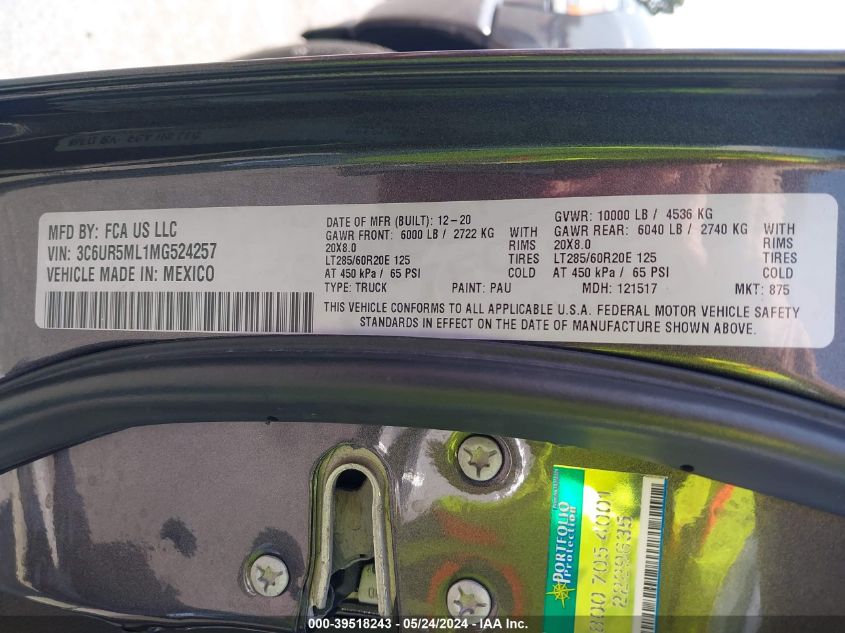 MFD BY: FCA US LLC
VIN: 3C6UR5ML1MG524257
VEHICLE MADE IN: MEXICO
DATE OF MFR (BUILT): 12-20
GVWR: 10000 LB / 4536 KG
GAWR FRONT: 6000 LB / 2722 KG WITH
20X8.0 RIMS
LT285/60R20E 125 TIRES
AT 450 kPa / 65 PSI COLD
GAWR REAR: 6040 LB / 2740 KG WITH
20X8.0 RIMS
LT285/60R20E 125 TIRES
AT 450 kPa / 65 PSI COLD
TYPE: TRUCK PAINT: PAU MDH: 121517 MKT: 875
THIS VEHICLE CONFORMS TO ALL APPLICABLE U.S.A. FEDERAL MOTOR VEHICLE SAFETY
STANDARDS IN EFFECT ON THE DATE OF MANUFACTURE SHOWN ABOVE.
PORTFOLIO
Protection
800 705 4001
000-39518243 - 05/24/2024 - IAA Inc.